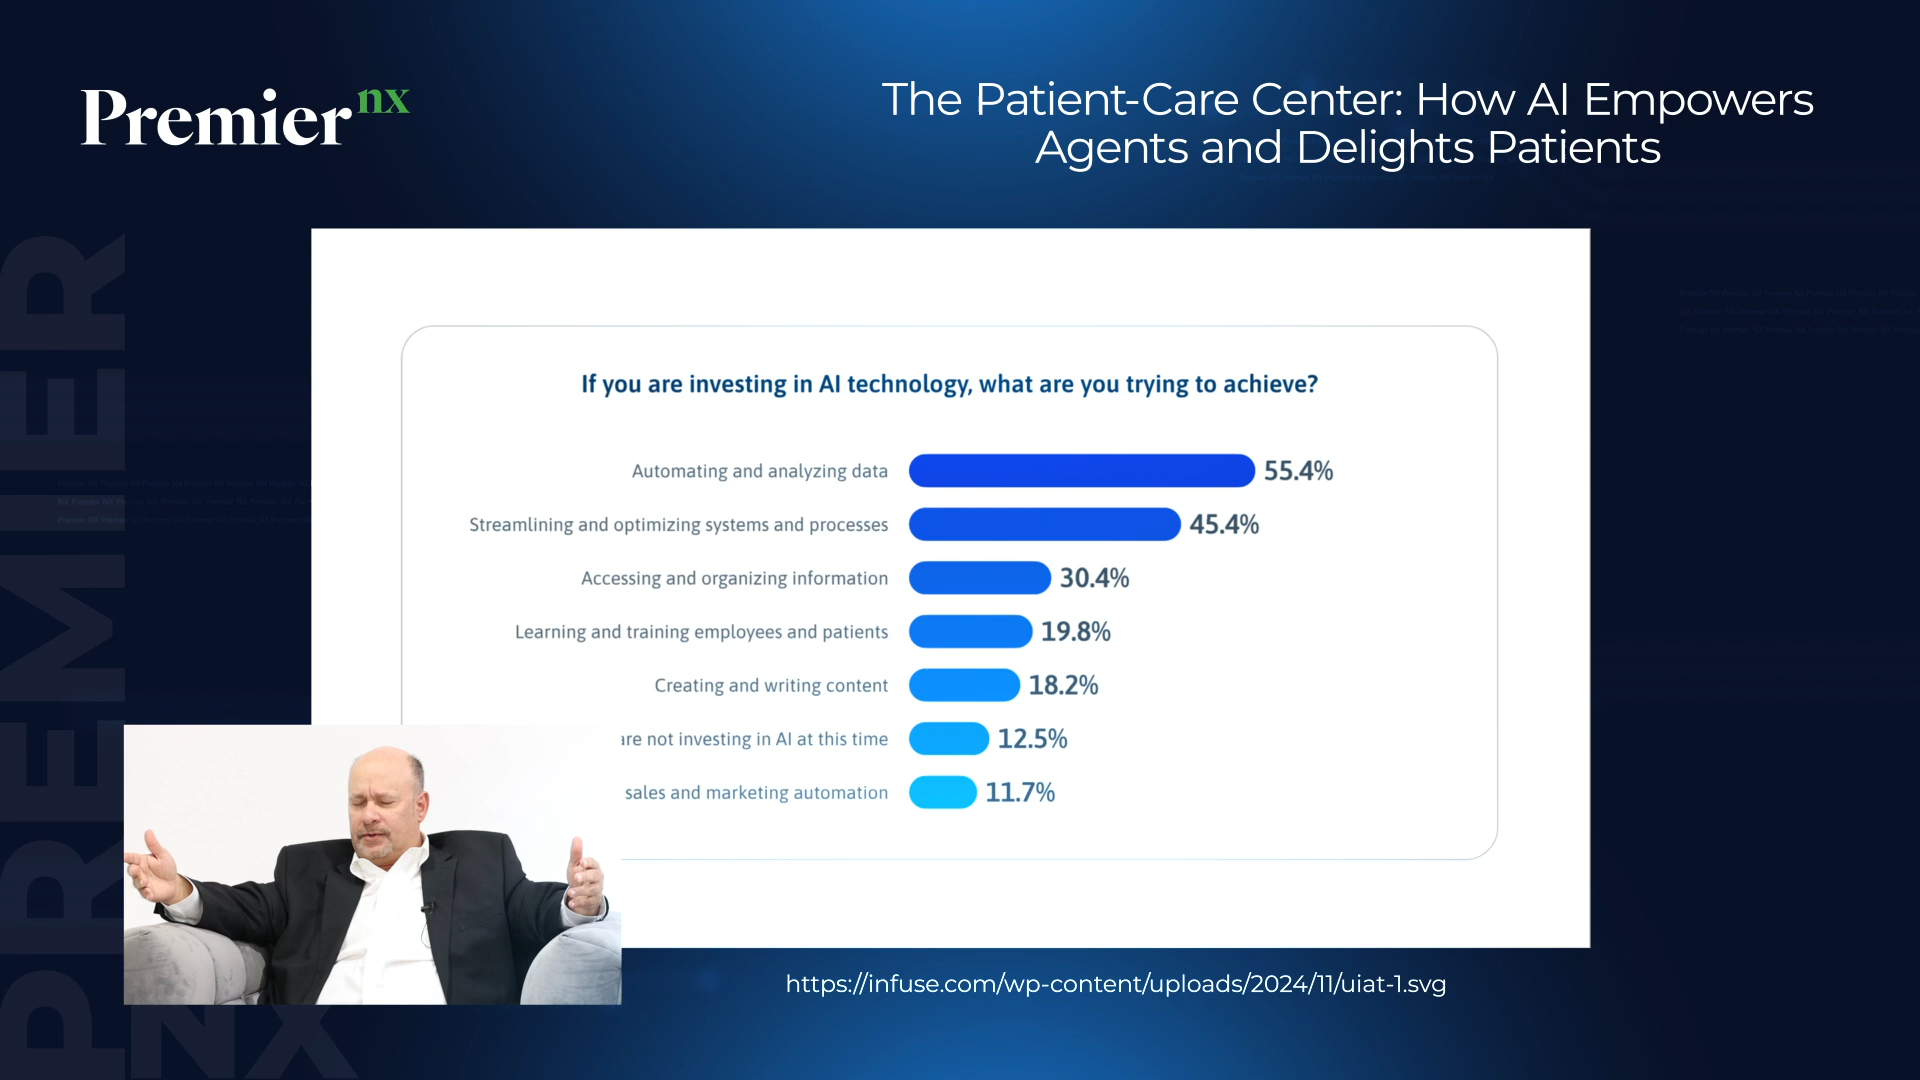 Premier nx
The Patient-Care Center: How AI Empowers
Agents and Delights Patients
If you are investing in AI technology, what are you trying to achieve?
Automating and analyzing data 55.4%
Streamlining and optimizing systems and processes 45.4%
Accessing and organizing information 30.4%
Learning and training employees and patients 19.8%
Creating and writing content 18.2%
are not investing in AI at this time 12.5%
sales and marketing automation 11.7%
https://infuse.com/wp-content/uploads/2024/11/uiat-1.svg
PREMIER
NX